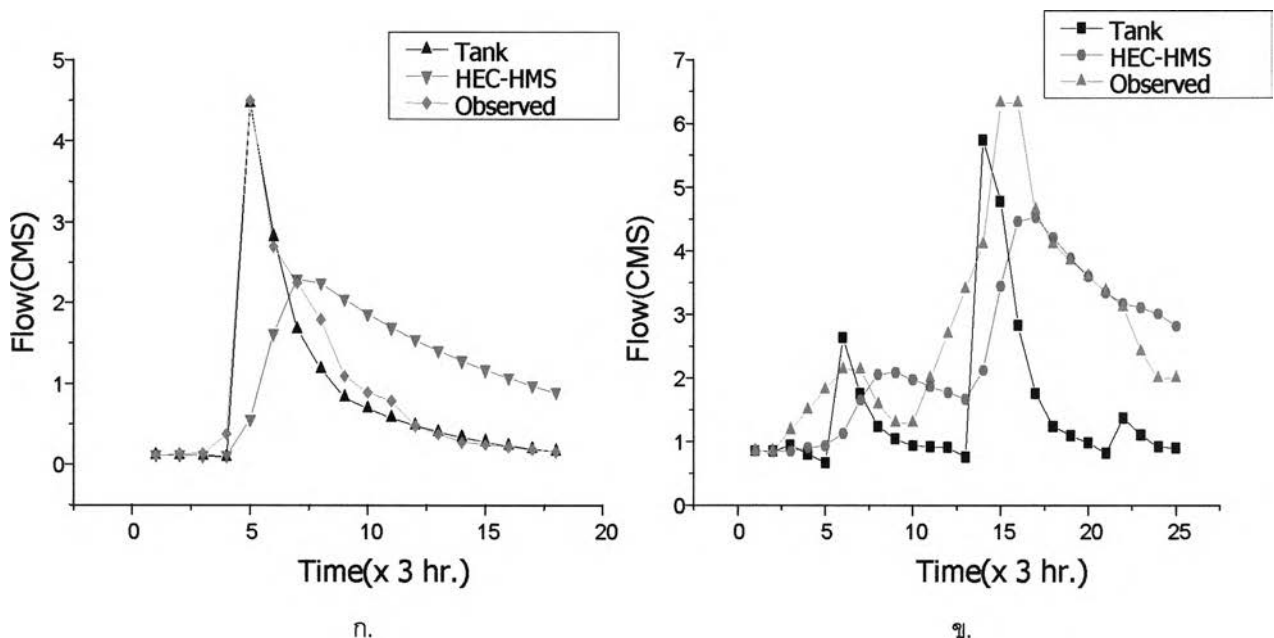 Tank
HEC-HMS
Observed
5
4
3
2
1
0
Flow(CMS)
0 5 10 15 20
Time(x 3 hr.)
ก.
Tank
HEC-HMS
Observed
7
6
5
4
3
2
1
0
Flow(CMS)
0 5 10 15 20 25
Time(x 3 hr.)
ข.